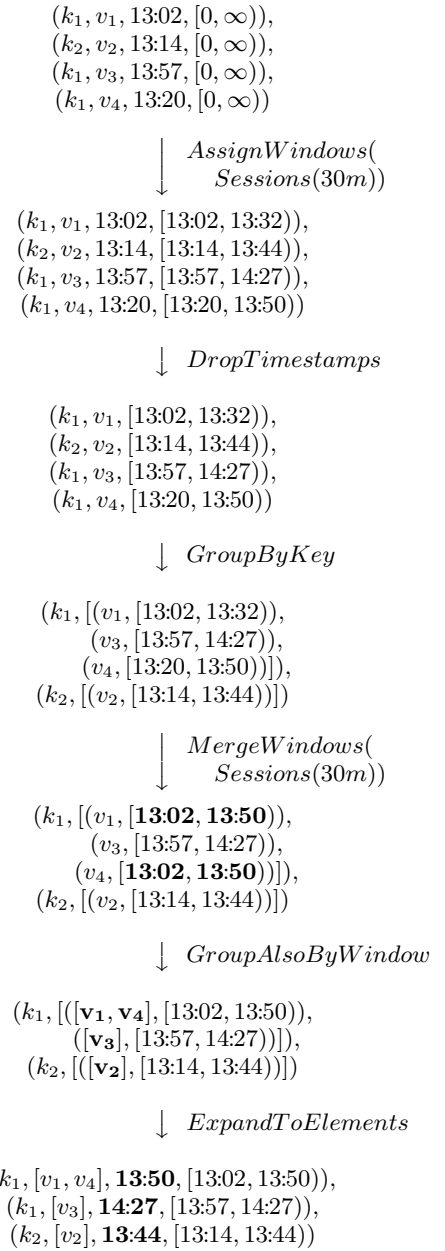 (k₁, v₁, 13:02, [0, ∞)),
(k₂, v₂, 13:14, [0, ∞)),
(k₁, v₃, 13:57, [0, ∞)),
(k₁, v₄, 13:20, [0, ∞))
↓ AssignWindows(
Sessions(30m))
(k₁, v₁, 13:02, [13:02, 13:32)),
(k₂, v₂, 13:14, [13:14, 13:44)),
(k₁, v₃, 13:57, [13:57, 14:27)),
(k₁, v₄, 13:20, [13:20, 13:50))
↓ DropTimestamps
(k₁, v₁, [13:02, 13:32)),
(k₂, v₂, [13:14, 13:44)),
(k₁, v₃, [13:57, 14:27)),
(k₁, v₄, [13:20, 13:50))
↓ GroupByKey
(k₁, [(v₁, [13:02, 13:32)),
(v₃, [13:57, 14:27)),
(v₄, [13:20, 13:50))]),
(k₂, [(v₂, [13:14, 13:44))])
↓ MergeWindows(
Sessions(30m))
(k₁, [(v₁, [13:02, 13:50)),
(v₃, [13:57, 14:27)),
(v₄, [13:02, 13:50))]),
(k₂, [(v₂, [13:14, 13:44))])
↓ GroupAlsoByWindow
(k₁, [([v₁, v₄], [13:02, 13:50)),
([v₃], [13:57, 14:27))]),
(k₂, [([v₂], [13:14, 13:44))])
↓ ExpandToElements
k₁, [v₁, v₄], 13:50, [13:02, 13:50)),
(k₁, [v₃], 14:27, [13:57, 14:27)),
(k₂, [v₂], 13:44, [13:14, 13:44))